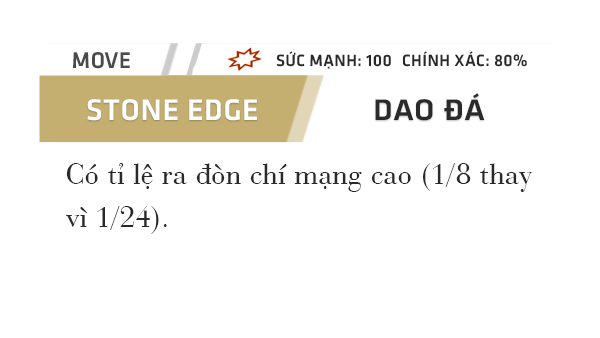 MOVE SỨC MẠNH: 100 CHÍNH XÁC: 80%
STONE EDGE DAO ĐÁ
Có tỉ lệ ra đòn chí mạng cao (1/8 thay
vì 1/24).